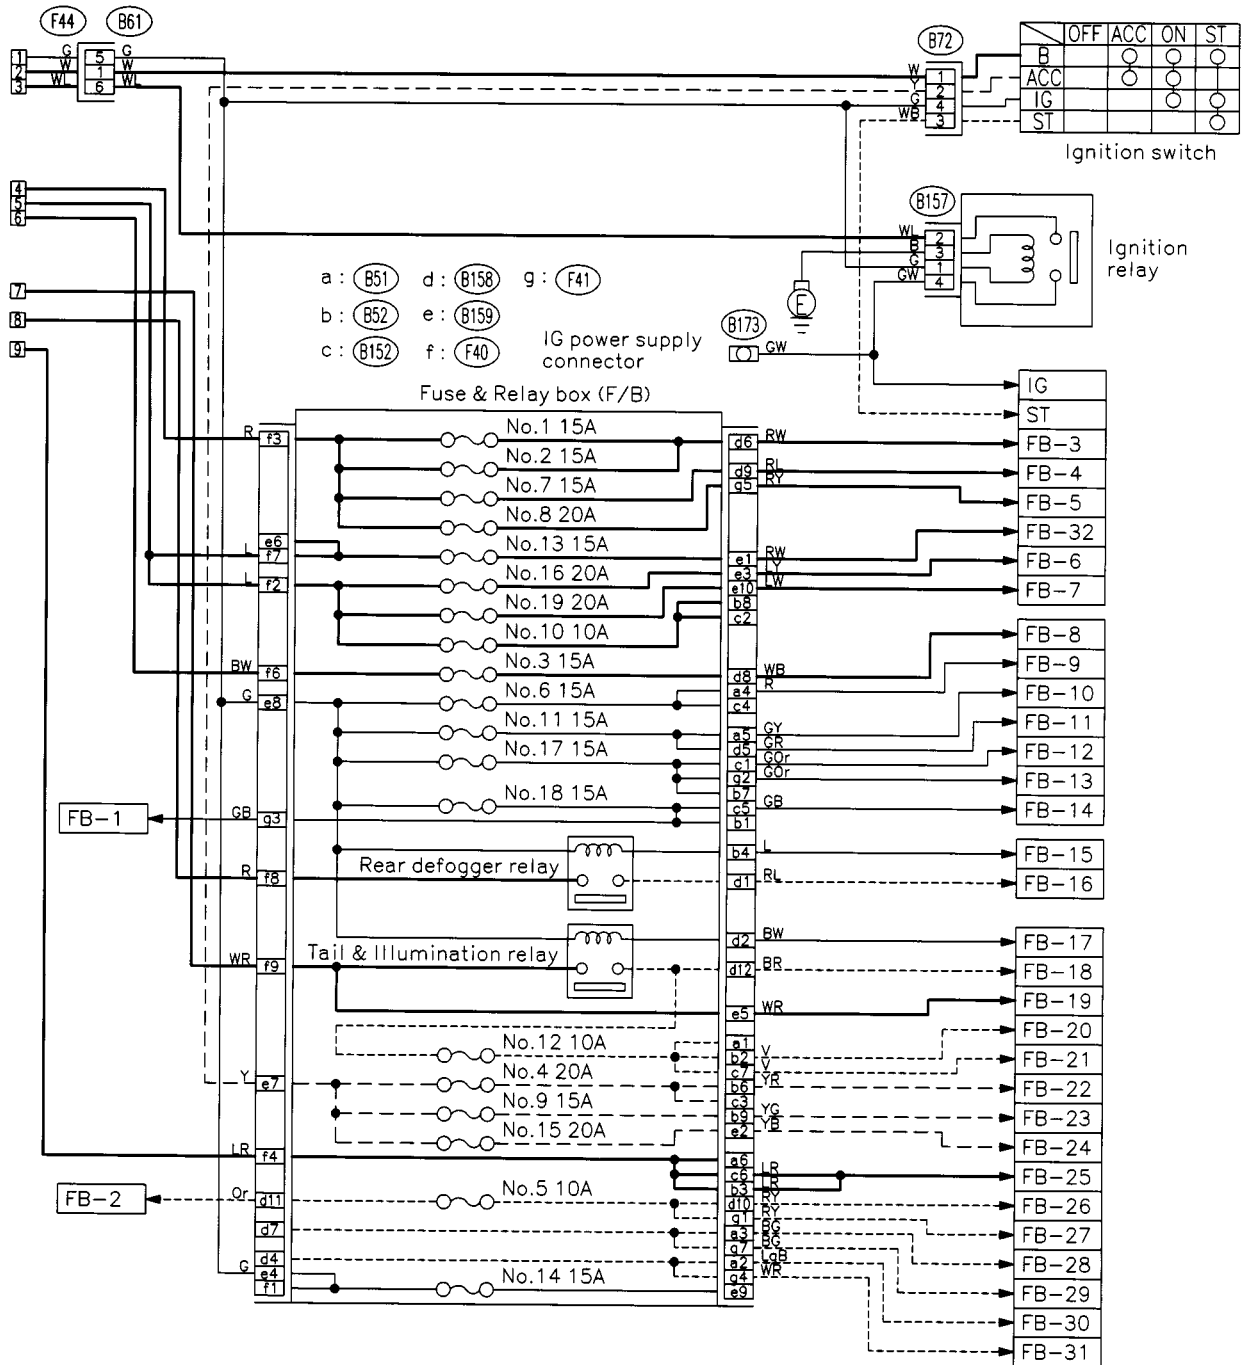 F44 B61
1 G 5 G
2 W 1 W
3 WL 6 WL
B72
W 1
Y 2
G 4
WB 3
OFF ACC ON ST
B
ACC
IG
ST
Ignition switch
4
5
6
7
8
9
B157
WL 2
B 3
G 1
GW 4
Ignition
relay
E
a : B51 d : B158 g : F41
b : B52 e : B159
c : B152 f : F40
B173
GW
IG power supply
connector
Fuse & Relay box (F/B)
IG
ST
R f3 No.1 15A d6 RW FB-3
No.2 15A d9 RL FB-4
No.7 15A g5 RY FB-5
No.8 20A FB-32
e6
L f7 No.13 15A e1 RW FB-6
L f2 No.16 20A e3 LY FB-7
No.19 20A e10 LW
b8
No.10 10A c2
BW f6 No.3 15A d8 WB FB-8
G e8 No.6 15A a4 R FB-9
c4 FB-10
No.11 15A a5 GY FB-11
d5 GR FB-12
No.17 15A c1 GOr FB-13
g2 GOr
b7
No.18 15A c5 GB FB-14
FB-1 GB g3 b1
b4 L FB-15
R f8 Rear defogger relay d1 RL FB-16
d2 BW FB-17
WR f9 Tail & Illumination relay d12 BR FB-18
e5 WR FB-19
No.12 10A a1 FB-20
b2 V FB-21
c7 V
Y e7 No.4 20A b6 YR FB-22
c3
No.9 15A b9 YG FB-23
No.15 20A e2 YB FB-24
LR f4 a6
c6 LR FB-25
b3 LR
FB-2 Or d11 No.5 10A d10 RY FB-26
g1 RY FB-27
d7 a3 BG FB-28
g7 BG FB-29
d4 a2 LgB FB-30
G e4 g4 WR FB-31
f1 No.14 15A e9